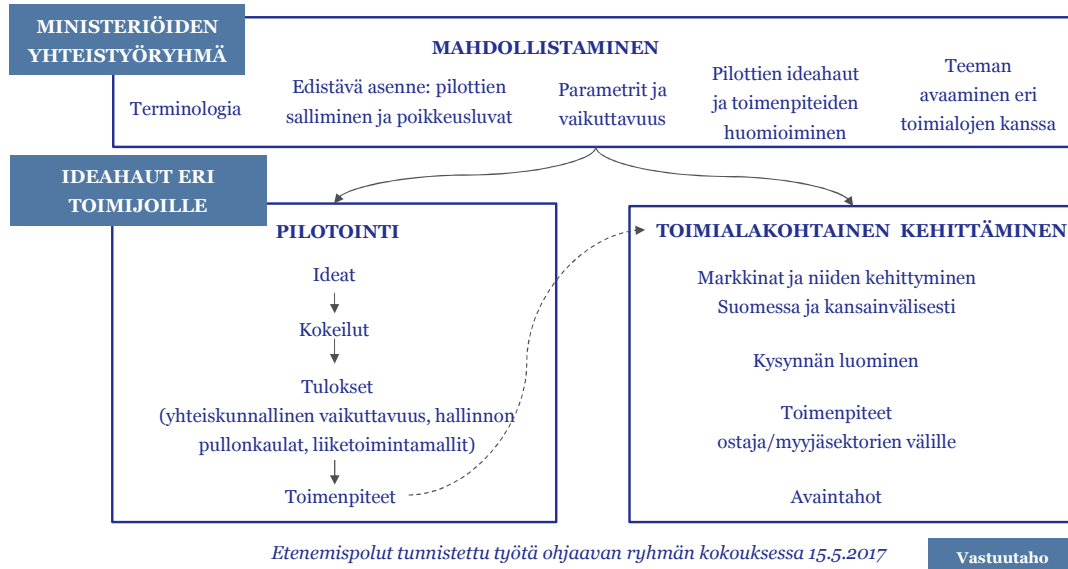 MINISTERIÖIDEN
YHTEISTYÖRYHMÄ
MAHDOLLISTAMINEN
Terminologia
Edistävä asenne: pilottien
salliminen ja poikkeusluvat
Parametrit ja
vaikuttavuus
Pilottien ideahaut
ja toimenpiteiden
huomioiminen
Teeman
avaaminen eri
toimialojen kanssa
IDEAHAUT ERI
TOIMIJOILLE
PILOTOINTI
Ideat
Kokeilut
Tulokset
(yhteiskunnallinen vaikuttavuus, hallinnon
pullonkaulat, liiketoimintamallit)
Toimenpiteet
TOIMIALAKOHTAINEN KEHITTÄMINEN
Markkinat ja niiden kehittyminen
Suomessa ja kansainvälisesti
Kysynnän luominen
Toimenpiteet
ostaja/myyjäsektorien välille
Avaintahot
Etenemispolut tunnistettu työtä ohjaavan ryhmän kokouksessa 15.5.2017
Vastuutaho